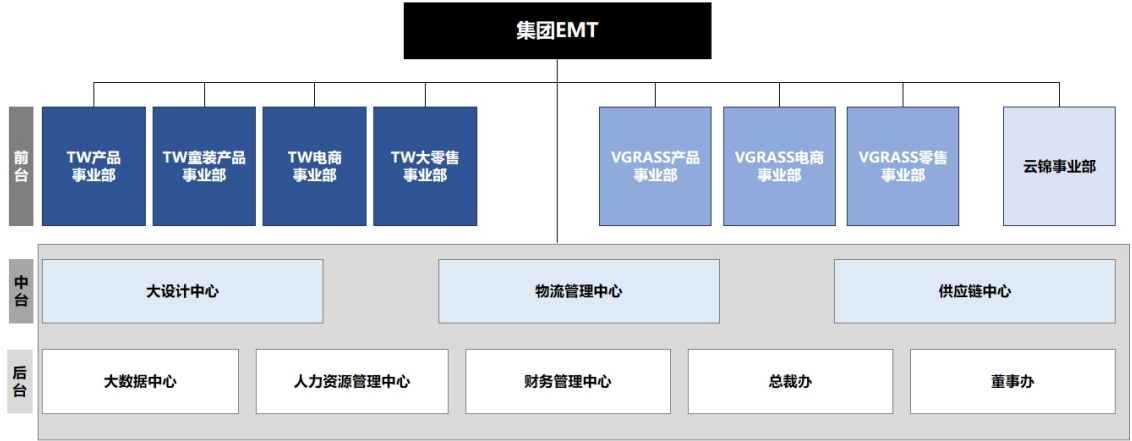 集团EMT
前台
TW产品
事业部
TW童装产品
事业部
TW电商
事业部
TW大零售
事业部
VGRASS产品
事业部
VGRASS电商
事业部
VGRASS零售
事业部
云锦事业部
中台
大设计中心
物流管理中心
供应链中心
后台
大数据中心
人力资源管理中心
财务管理中心
总裁办
董事办